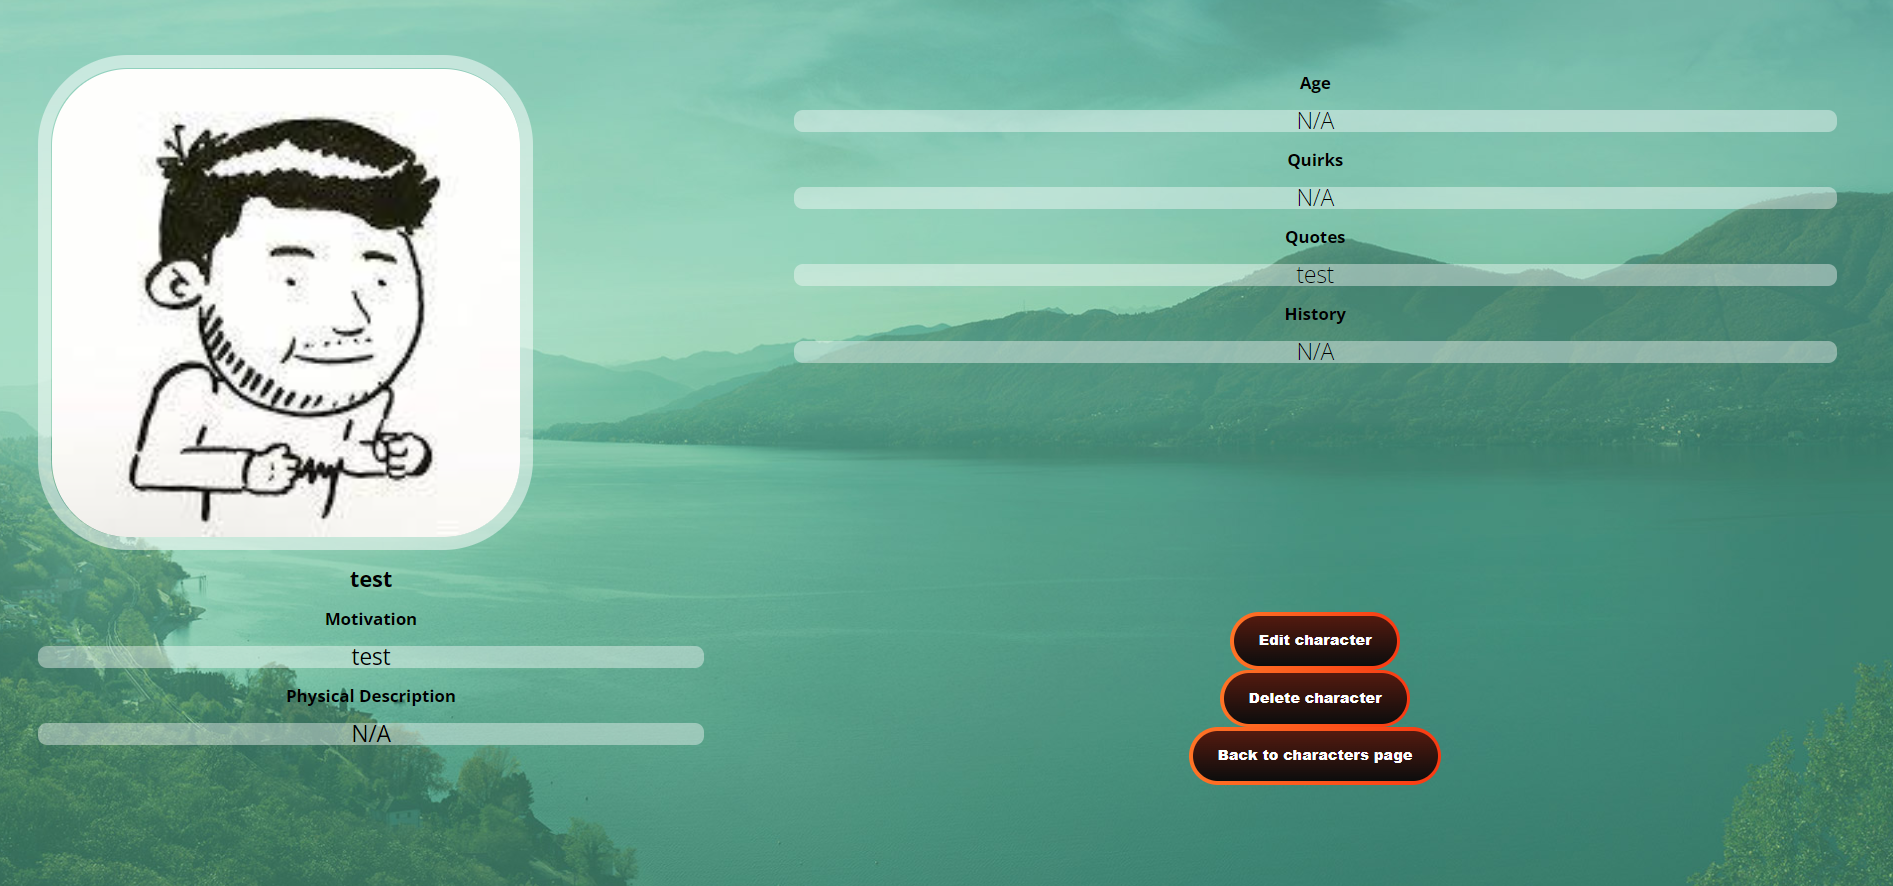 test
Motivation
test
Physical Description
N/A
Age
N/A
Quirks
N/A
Quotes
test
History
N/A
Edit character
Delete character
Back to characters page